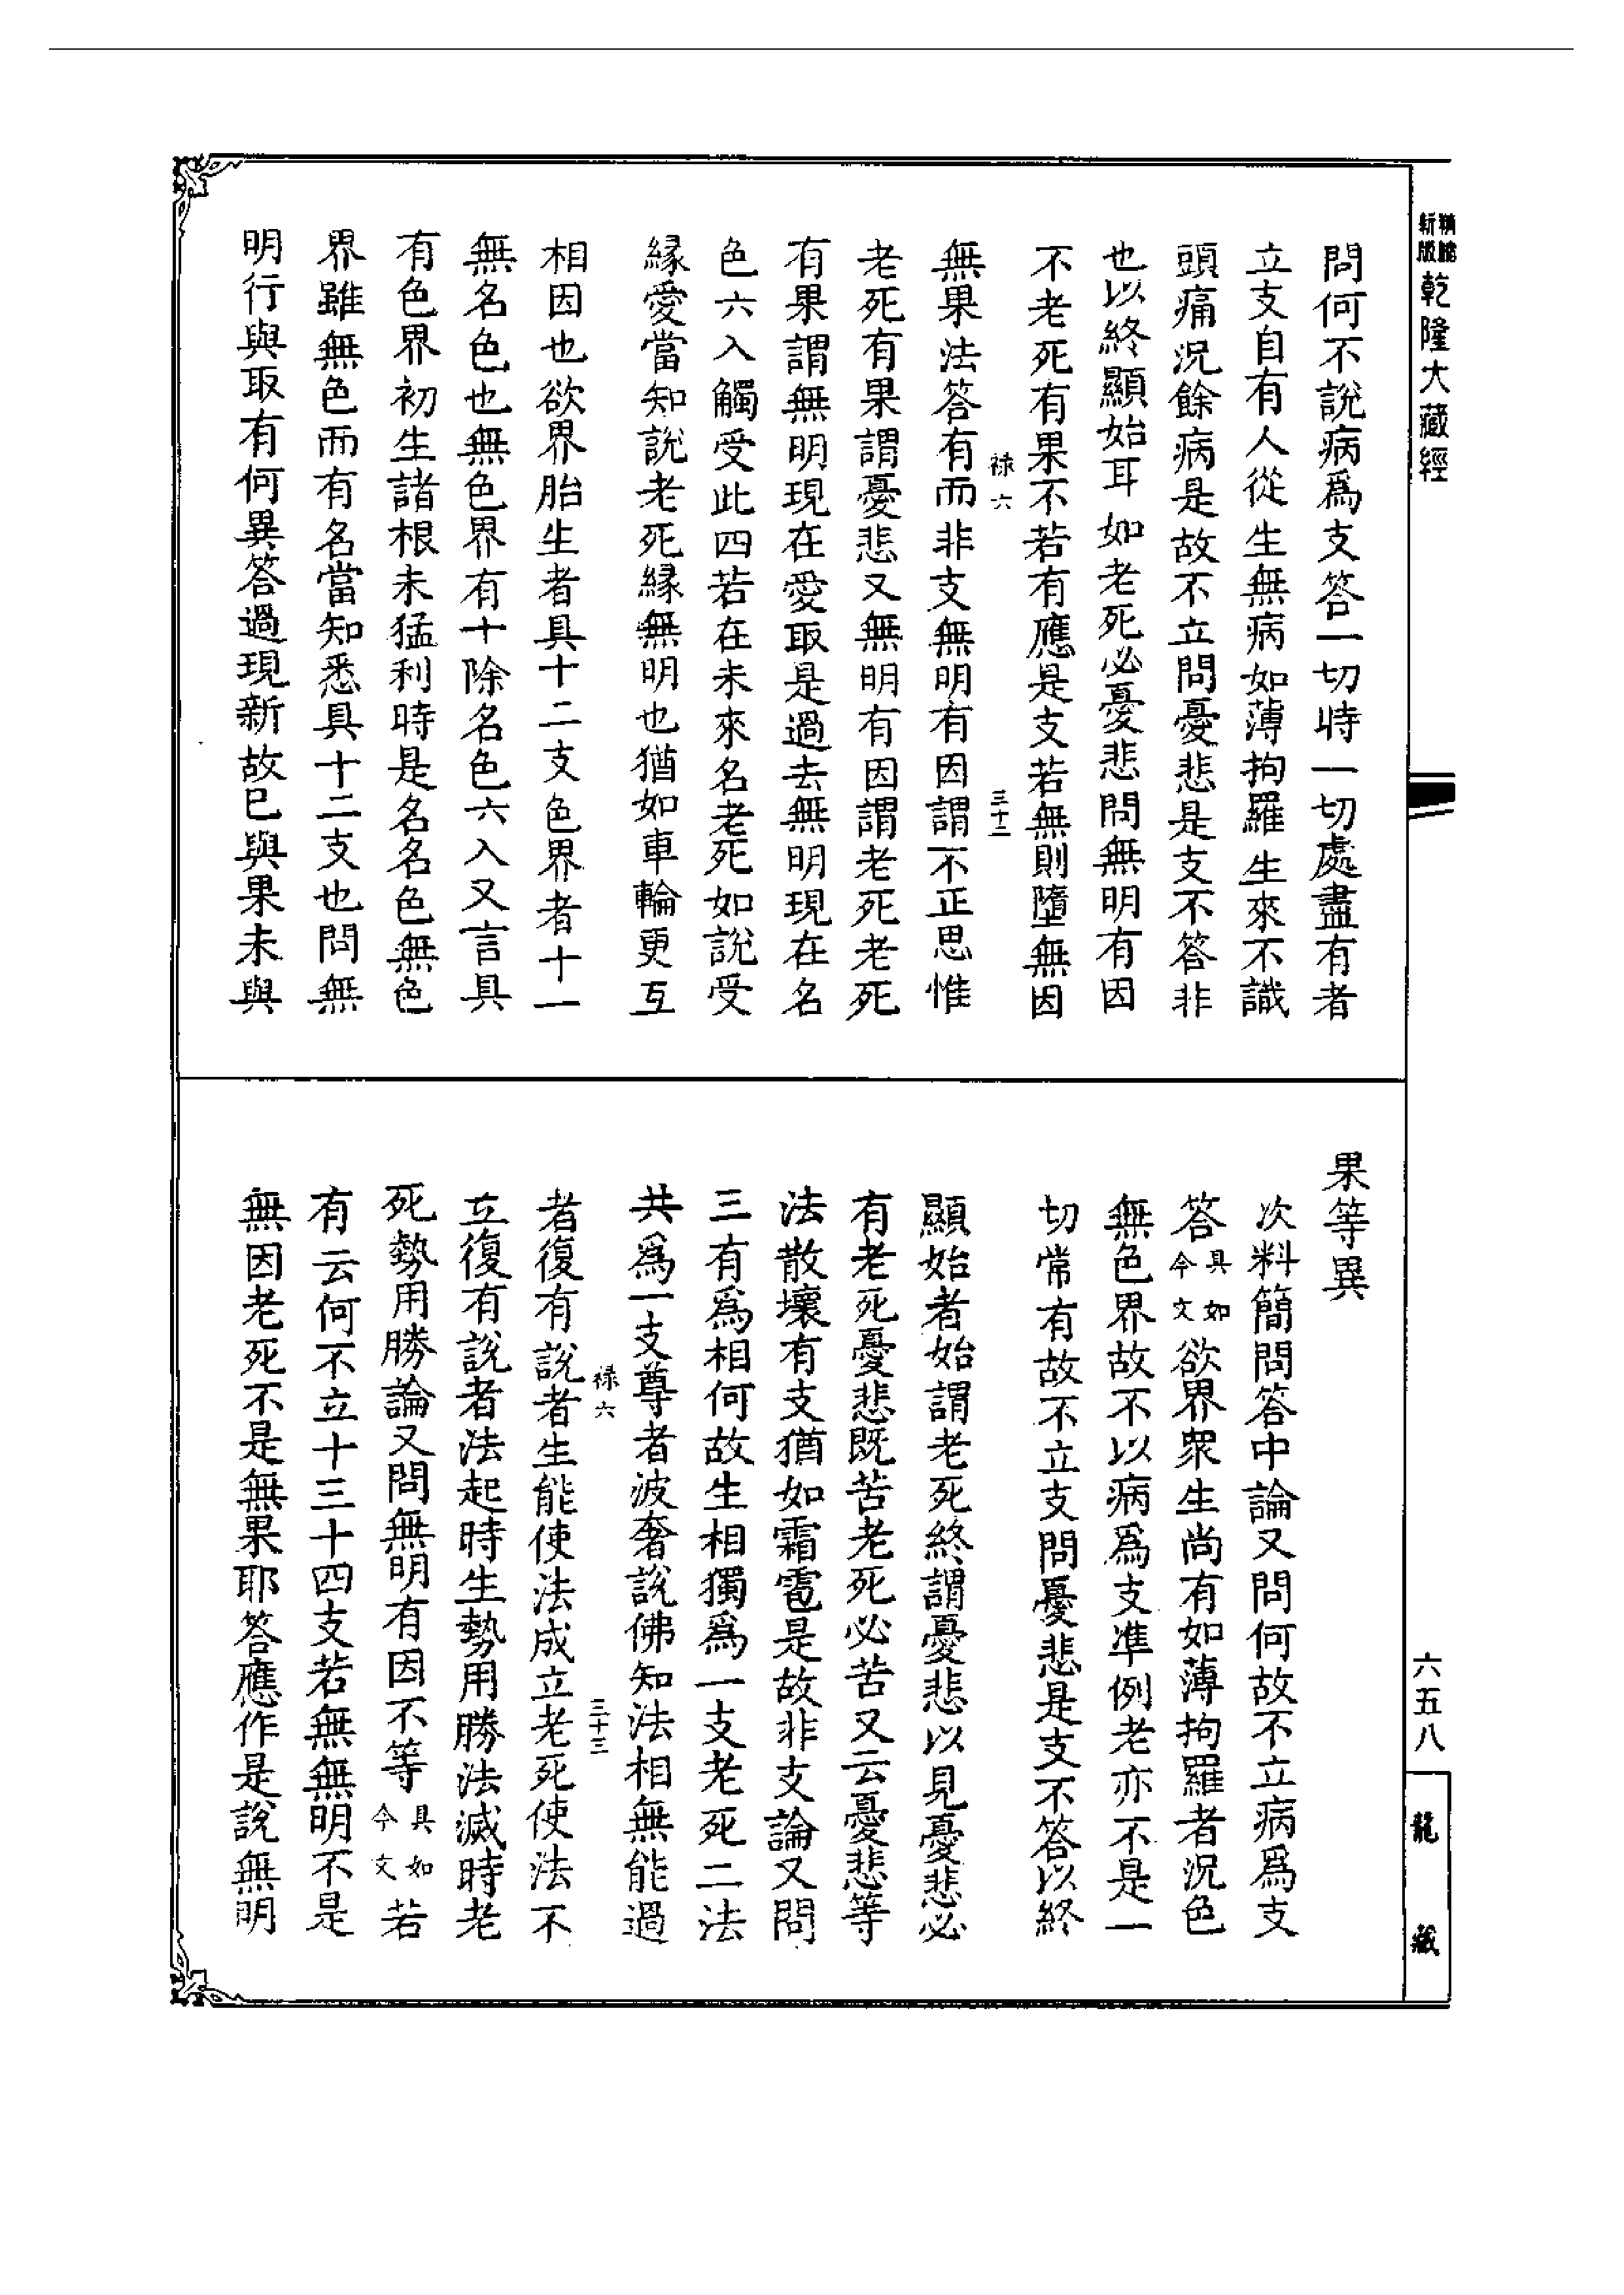 精縮
新版
乾隆大藏經
問何不說病爲支答一切時一切處盡有者
立支自有人從生無病如薄拘羅生來不識
頭痛況餘病是故不立問憂悲是支不答非
也以終顯始耳如老死必憂悲問無明有因
不老死有果不若有應是支若無則墮無因
祿六 三十二
無果法答有而非支無明有因謂不正思惟
老死有果謂憂悲又無明有因謂老死老死
有果謂無明現在愛取是過去無明現在名
色六入觸受此四若在未來名老死如說受
緣愛當知說老死緣無明也猶如車輪更互
相因也欲界胎生者具十二支色界者十一
無名色也無色界有十除名色六入又言具
有色界初生諸根未猛利時是名名色無色
界雖無色而有名當知悉具十二支也問無
明行與取有何異答過現新故已與果未與
果等異
次料簡問答中論又問何故不立病爲支
答具如今文欲界眾生尚有如薄拘羅者況色
無色界故不以病爲支準例老亦不是一
切常有故不立支問憂悲是支不答以終
顯始者始謂老死終謂憂悲以見憂悲必
有老死憂悲既苦老死必苦又云憂悲等
法散壞有支猶如霜雹是故非支論又問
三有爲相何故生相獨爲一支老死二法
共爲一支尊者波奢說佛知法相無能過
祿六 三十三
者復有說者生能使法成立老死使法不
立復有說者法起時生勢用勝法滅時老
死勢用勝論又問無明有因不等具如今文若
有云何不立十三十四支若無無明不是
無因老死不是無果耶答應作是說無明
六五八
龍藏